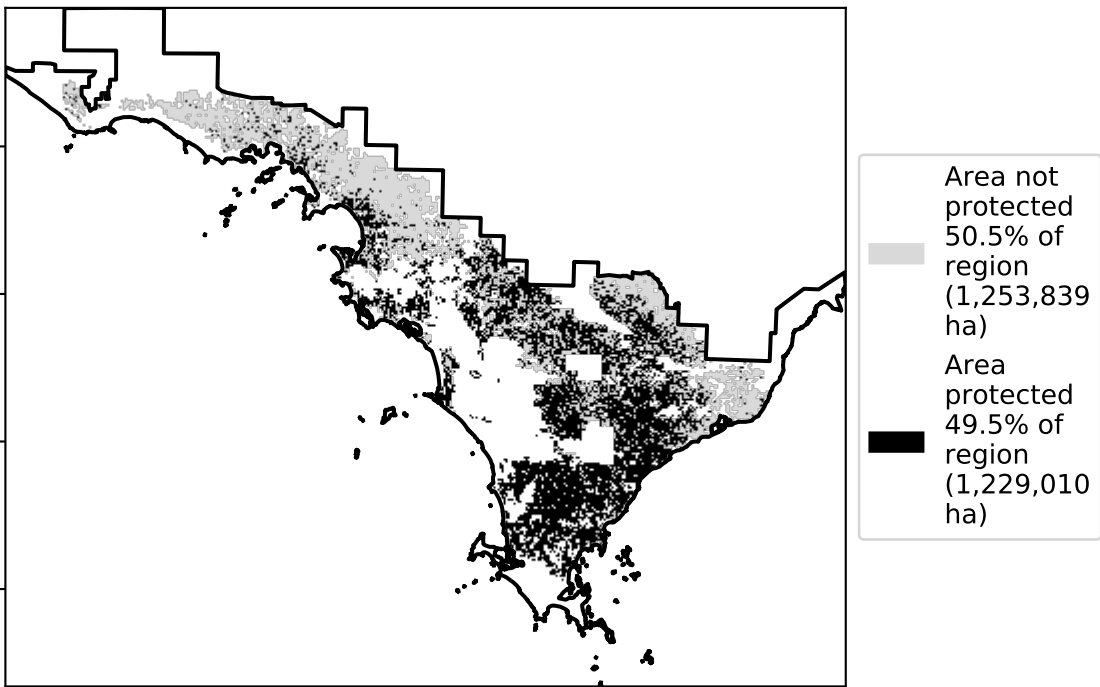 Area not
protected
50.5% of
region
(1,253,839
ha)
Area
protected
49.5% of
region
(1,229,010
ha)